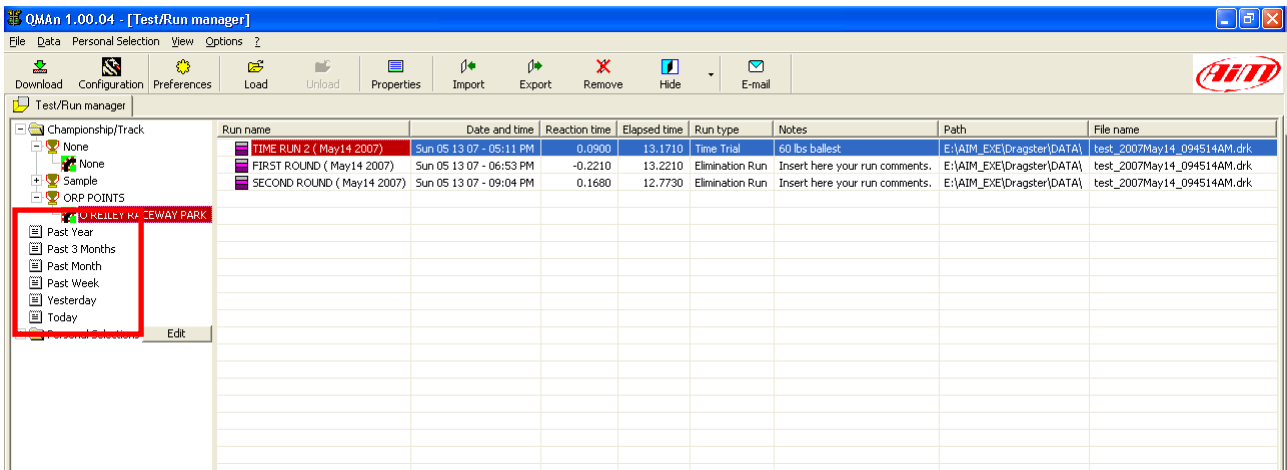 QMAn 1.00.04 - [Test/Run manager]
File Data Personal Selection View Options ?
Download Configuration Preferences Load Unload Properties Import Export Remove Hide E-mail
AiM
Test/Run manager
Championship/Track
None
None
Sample
ORP POINTS
O REILEY RACEWAY PARK
Past Year
Past 3 Months
Past Month
Past Week
Yesterday
Today
Personal Selections Edit
Run name Date and time Reaction time Elapsed time Run type Notes Path File name
TIME RUN 2 ( May14 2007) Sun 05 13 07 - 05:11 PM 0.0900 13.1710 Time Trial 60 lbs ballest E:\AIM_EXE\Dragster\DATA\ test_2007May14_094514AM.drk
FIRST ROUND ( May14 2007) Sun 05 13 07 - 06:53 PM -0.2210 13.2210 Elimination Run Insert here your run comments. E:\AIM_EXE\Dragster\DATA\ test_2007May14_094514AM.drk
SECOND ROUND ( May14 2007) Sun 05 13 07 - 09:04 PM 0.1680 12.7730 Elimination Run Insert here your run comments. E:\AIM_EXE\Dragster\DATA\ test_2007May14_094514AM.drk